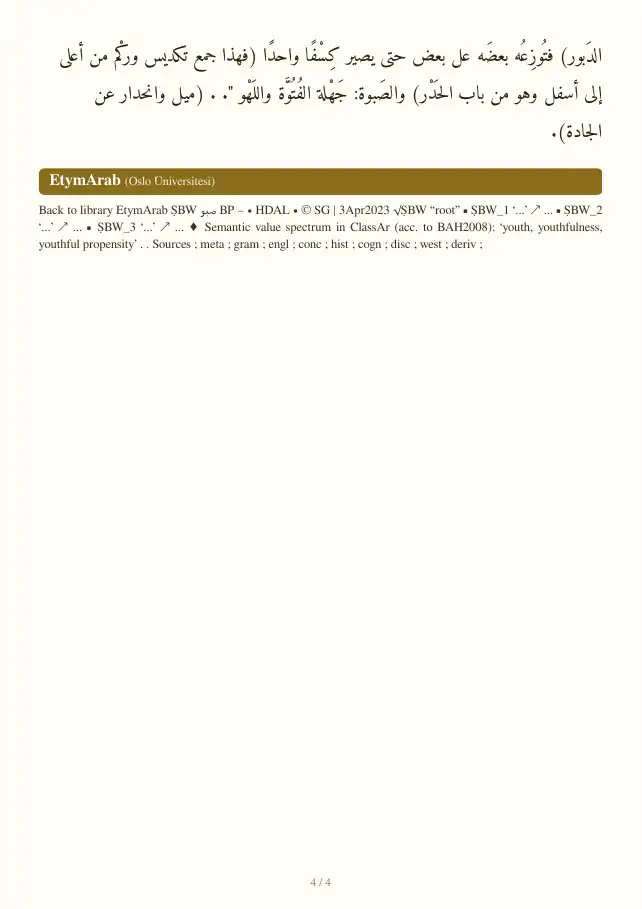 الدَبور) فتُوزِعُه بعضَه عل بعض حتى يصير كِسْفًا واحدًا (فهذا جمع تكديس ورَكْم من أعلى
إلى أسفل وهو من باب الحَدْر) والصَبوة: جَهْلة الفُتُوَّة واللَهْو ". . (ميل وانحدار عن
الجادة).
EtymArab (Oslo Üniversitesi)
Back to library EtymArab ṢBW صبو BP – • HDAL • © SG | 3Apr2023 √ṢBW “root” ▪ ṢBW_1 ‘...’ ↗ ... ▪ ṢBW_2
‘...’ ↗ ... ▪ ṢBW_3 ‘...’ ↗ ... ♦ Semantic value spectrum in ClassAr (acc. to BAH2008): ‘youth, youthfulness,
youthful propensity’ . . Sources ; meta ; gram ; engl ; conc ; hist ; cogn ; disc ; west ; deriv ;
4 / 4